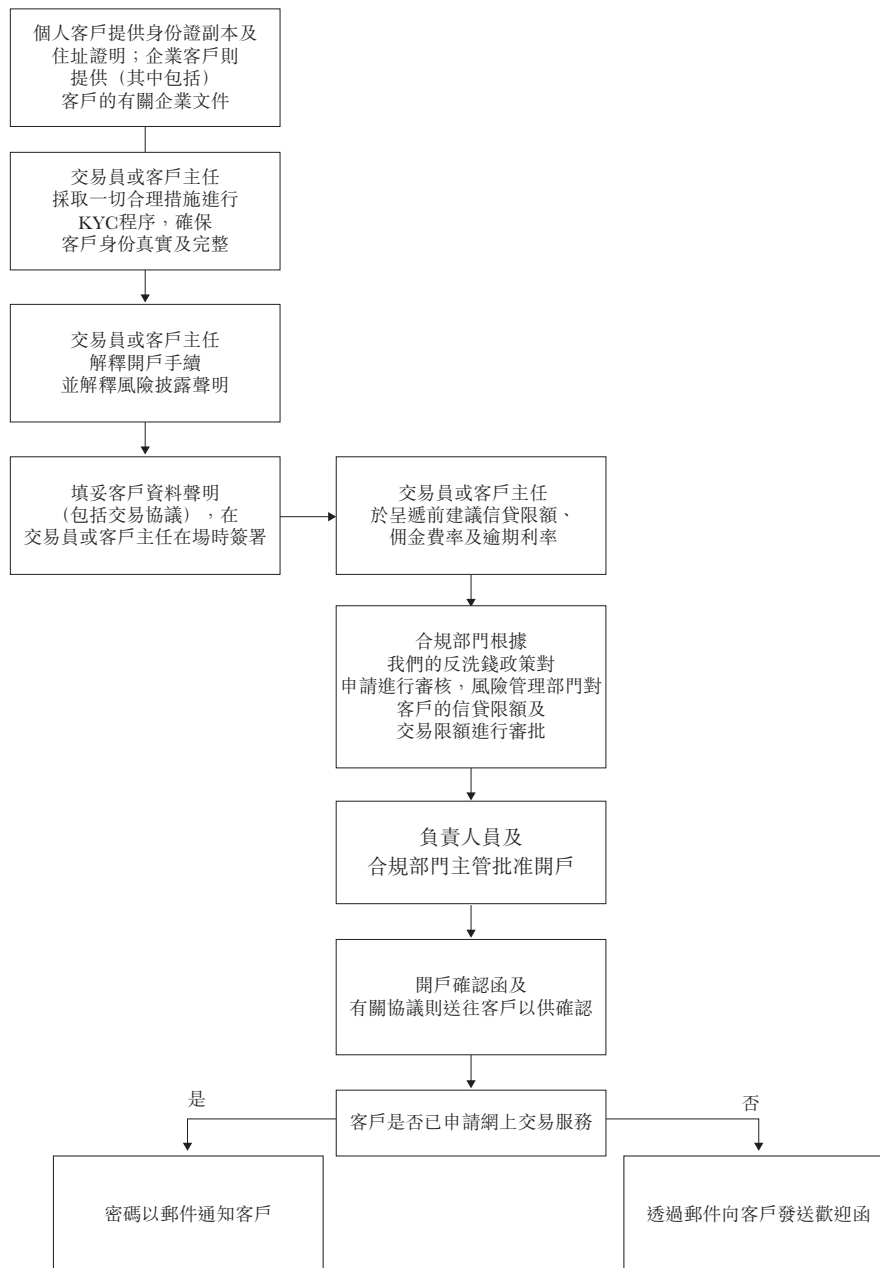 個人客戶提供身份證副本及
住址證明；企業客戶則
提供（其中包括）
客戶的有關企業文件
交易員或客戶主任
採取一切合理措施進行
KYC程序，確保
客戶身份真實及完整
交易員或客戶主任
解釋開戶手續
並解釋風險披露聲明
填妥客戶資料聲明
（包括交易協議），在
交易員或客戶主任在場時簽署
交易員或客戶主任
於呈遞前建議信貸限額、
佣金費率及逾期利率
合規部門根據
我們的反洗錢政策對
申請進行審核，風險管理部門對
客戶的信貸限額及
交易限額進行審批
負責人員及
合規部門主管批准開戶
開戶確認函及
有關協議則送往客戶以供確認
客戶是否已申請網上交易服務
是
否
密碼以郵件通知客戶
透過郵件向客戶發送歡迎函